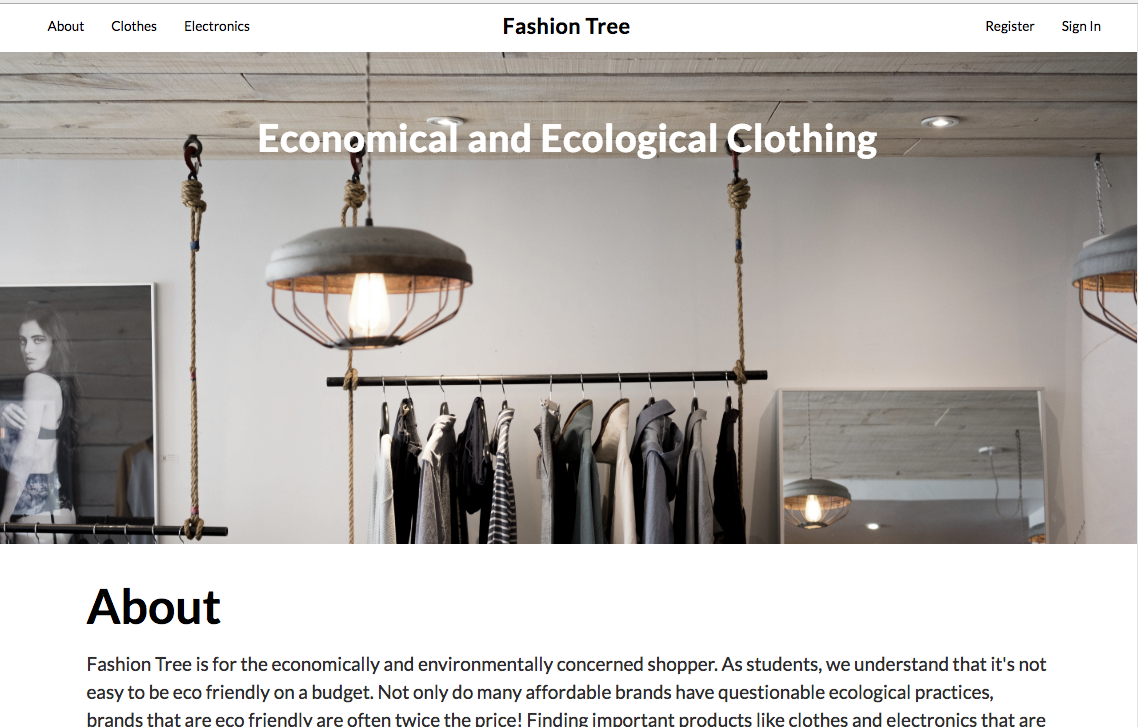 About Clothes Electronics Fashion Tree Register Sign In
Economical and Ecological Clothing
About
Fashion Tree is for the economically and environmentally concerned shopper. As students, we understand that it's not
easy to be eco friendly on a budget. Not only do many affordable brands have questionable ecological practices,
brands that are eco friendly are often twice the price! Finding important products like clothes and electronics that are